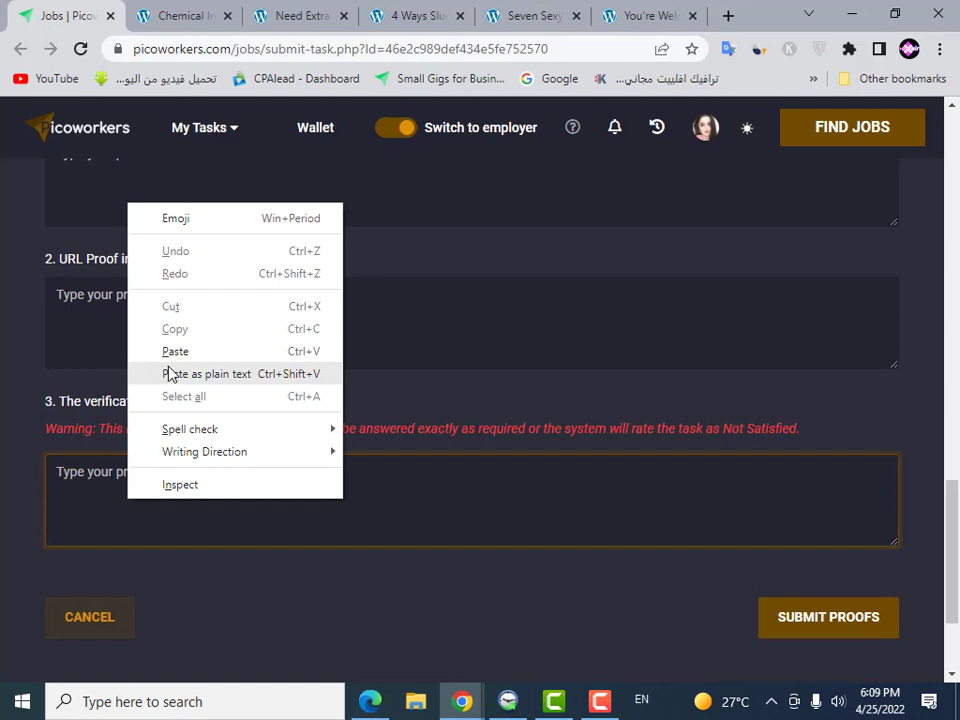 Jobs | Picow
Chemical In
Need Extra
4 Ways Slu
Seven Sexy
You're Wel
picoworkers.com/jobs/submit-task.php?Id=46e2c989def434e5fe752570
YouTube
تحميل فيديو من اليو...
CPAlead - Dashboard
Small Gigs for Busin...
Google
ترافيك افلييت مجاني...
»
Other bookmarks
Picoworkers
My Tasks
Wallet
Switch to employer
FIND JOBS
2. URL Proof in
Type your pr
3. The verificat
Warning: This
be answered exactly as required or the system will rate the task as Not Satisfied.
Type your pr
Emoji Win+Period
Undo Ctrl+Z
Redo Ctrl+Shift+Z
Cut Ctrl+X
Copy Ctrl+C
Paste Ctrl+V
Paste as plain text Ctrl+Shift+V
Select all Ctrl+A
Spell check
Writing Direction
Inspect
CANCEL
SUBMIT PROOFS
Type here to search
EN
27°C
6:09 PM
4/25/2022